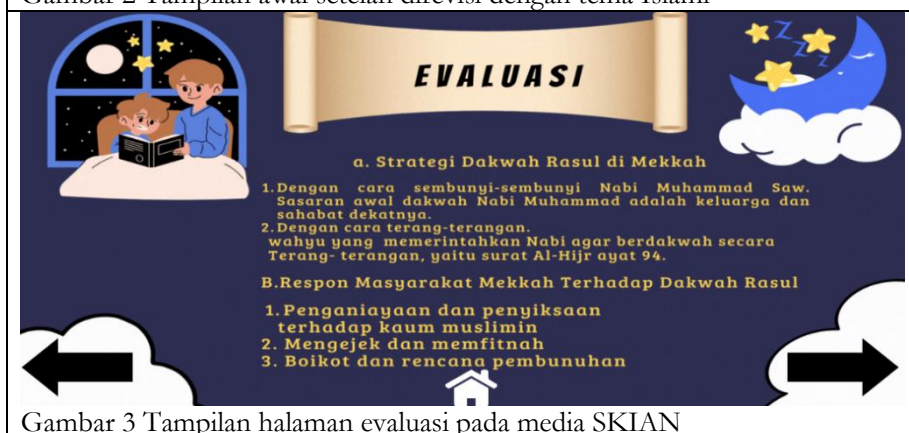 Gambar 2 Tampilan awal setelah direvisi dengan tema Islami
EVALUASI
Z Z Z
a. Strategi Dakwah Rasul di Mekkah
1.Dengan cara sembunyi-sembunyi Nabi Muhammad Saw.
Sasaran awal dakwah Nabi Muhammad adalah keluarga dan
sahabat dekatnya.
2.Dengan cara terang-terangan.
wahyu yang memerintahkan Nabi agar berdakwah secara
Terang- terangan, yaitu surat Al-Hijr ayat 94.
B.Respon Masyarakat Mekkah Terhadap Dakwah Rasul
1.Penganiayaan dan penyiksaan
terhadap kaum muslimin
2. Mengejek dan memfitnah
3. Boikot dan rencana pembunuhan
Gambar 3 Tampilan halaman evaluasi pada media SKIAN